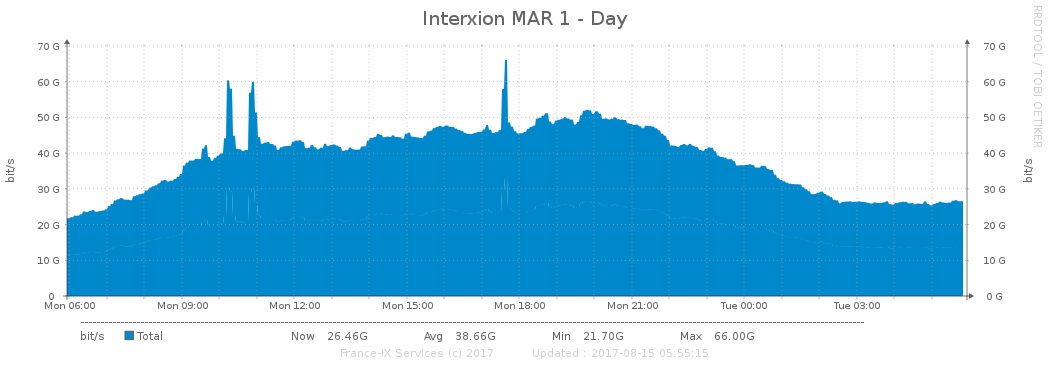 Interxion MAR 1 - Day
RRDTOOL / TOBI OETIKER
bit/s
bit/s
70 G 70 G
60 G 60 G
50 G 50 G
40 G 40 G
30 G 30 G
20 G 20 G
10 G 10 G
0 0 G
Mon 06:00 Mon 09:00 Mon 12:00 Mon 15:00 Mon 18:00 Mon 21:00 Tue 00:00 Tue 03:00
bit/s Total Now 26.46G Avg 38.66G Min 21.70G Max 66.00G
France-IX Services (c) 2017 Updated : 2017-08-15 05:55:15